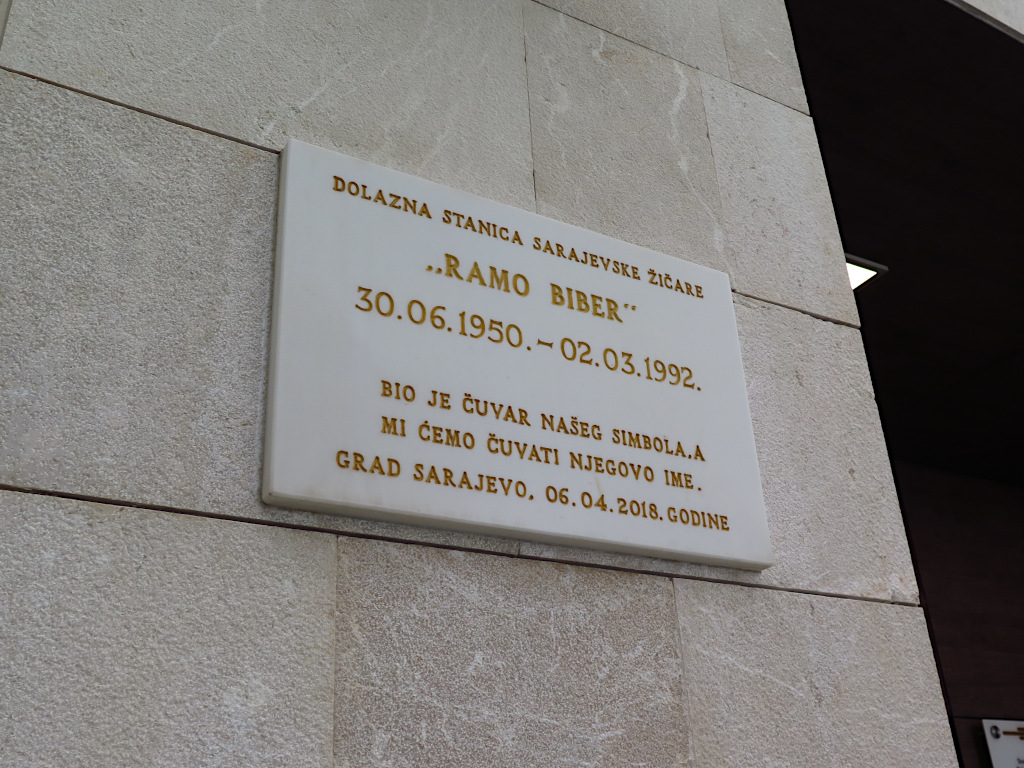 DOLAZNA STANICA SARAJEVSKE ŽIČARE
,,RAMO BIBER"
30.06.1950.-02.03.1992.
BIO JE ČUVAR NAŠEG SIMBOLA,A
MI ĆEMO ČUVATI NJEGOVO IME.
GRAD SARAJEVO, 06.04.2018.GODINE